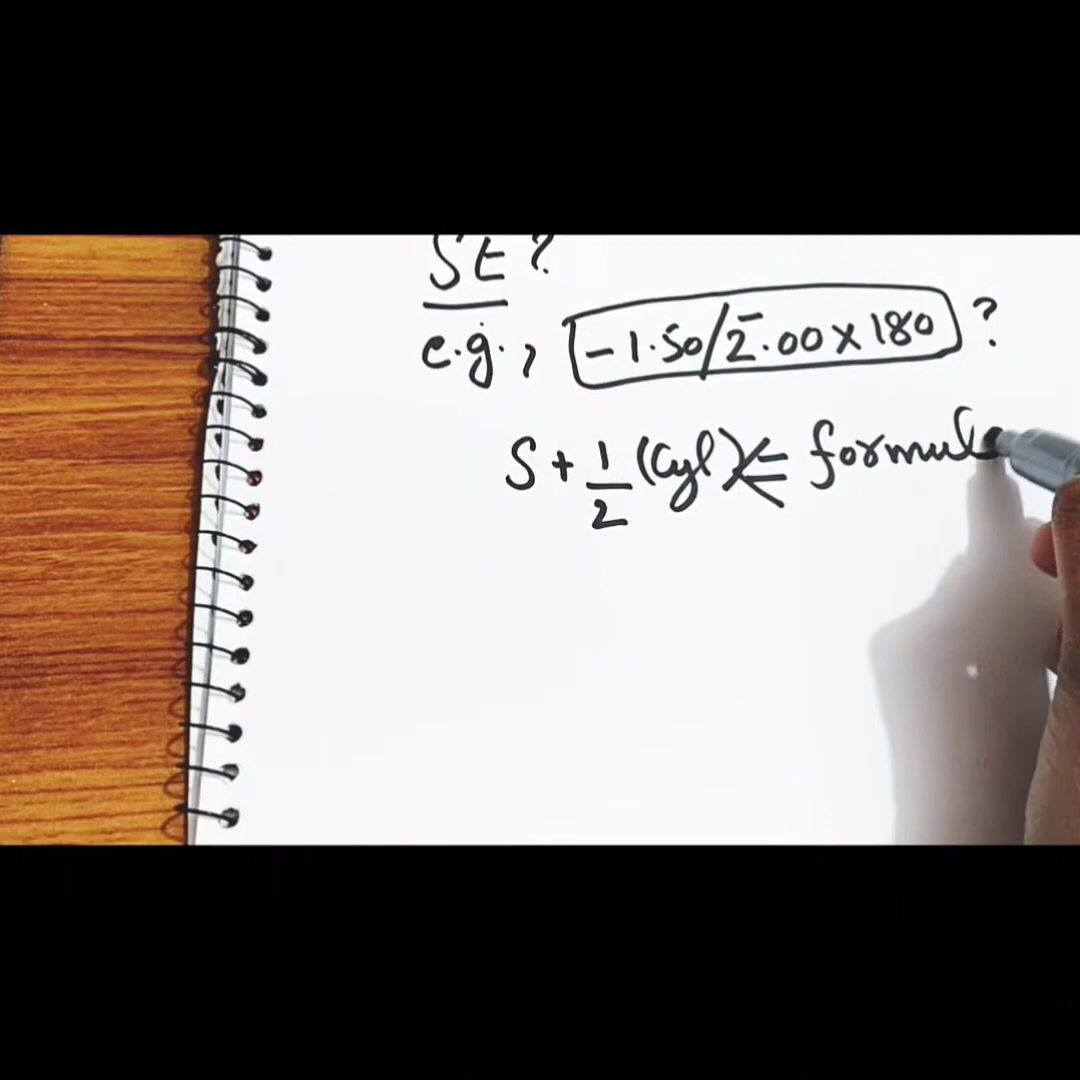 SE?
e.g., -1.50/-2.00 x 180 ?
S + 1/2 (Cyl) ⇐ formula